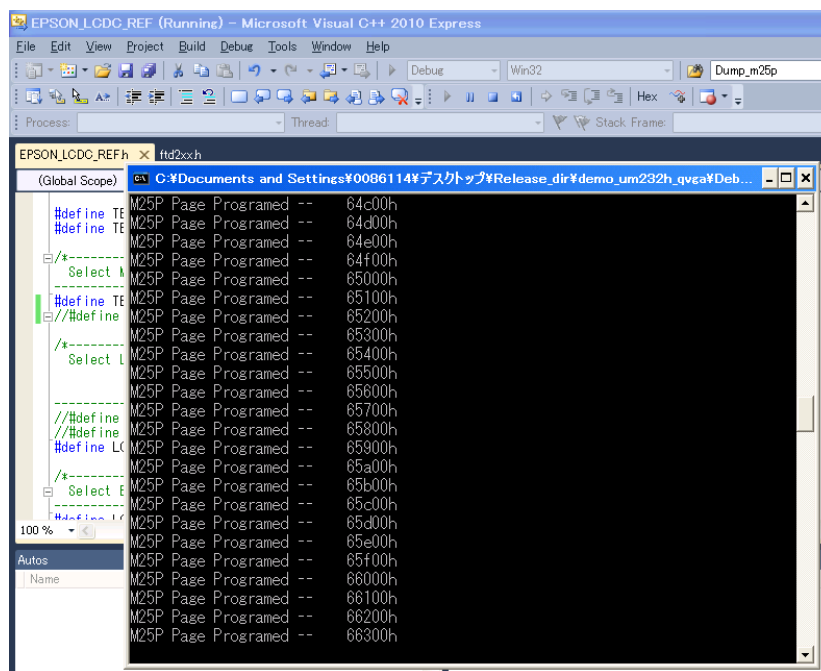 EPSON_LCDC_REF (Running) - Microsoft Visual C++ 2010 Express
File Edit View Project Build Debug Tools Window Help
Debug Win32 Dump_m25p
Hex
Process: Thread: Stack Frame:
EPSON_LCDC_REF.h ftd2xx.h
(Global Scope)
C:¥Documents and Settings¥0086114¥デスクトップ¥Release_dir¥demo_um232h_qvga¥Deb...
#define TE
#define TE
/*--------
Select M
---------
#define TE
//#define
/*--------
Select L
---------
//#define
//#define
#define LC
/*--------
Select E
---------
#define LC
100 %
Autos
Name
M25P Page Programed -- 64c00h
M25P Page Programed -- 64d00h
M25P Page Programed -- 64e00h
M25P Page Programed -- 64f00h
M25P Page Programed -- 65000h
M25P Page Programed -- 65100h
M25P Page Programed -- 65200h
M25P Page Programed -- 65300h
M25P Page Programed -- 65400h
M25P Page Programed -- 65500h
M25P Page Programed -- 65600h
M25P Page Programed -- 65700h
M25P Page Programed -- 65800h
M25P Page Programed -- 65900h
M25P Page Programed -- 65a00h
M25P Page Programed -- 65b00h
M25P Page Programed -- 65c00h
M25P Page Programed -- 65d00h
M25P Page Programed -- 65e00h
M25P Page Programed -- 65f00h
M25P Page Programed -- 66000h
M25P Page Programed -- 66100h
M25P Page Programed -- 66200h
M25P Page Programed -- 66300h